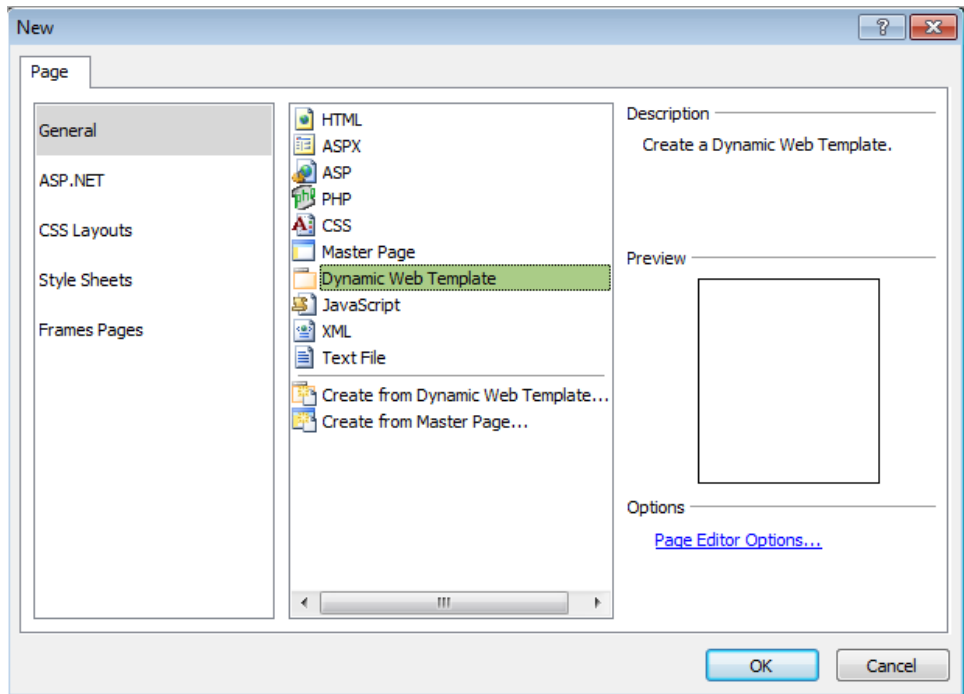 New
Page
General
ASP.NET
CSS Layouts
Style Sheets
Frames Pages
HTML
ASPX
ASP
PHP
CSS
Master Page
Dynamic Web Template
JavaScript
XML
Text File
Create from Dynamic Web Template...
Create from Master Page...
Description
Create a Dynamic Web Template.
Preview
Options
Page Editor Options...
OK
Cancel